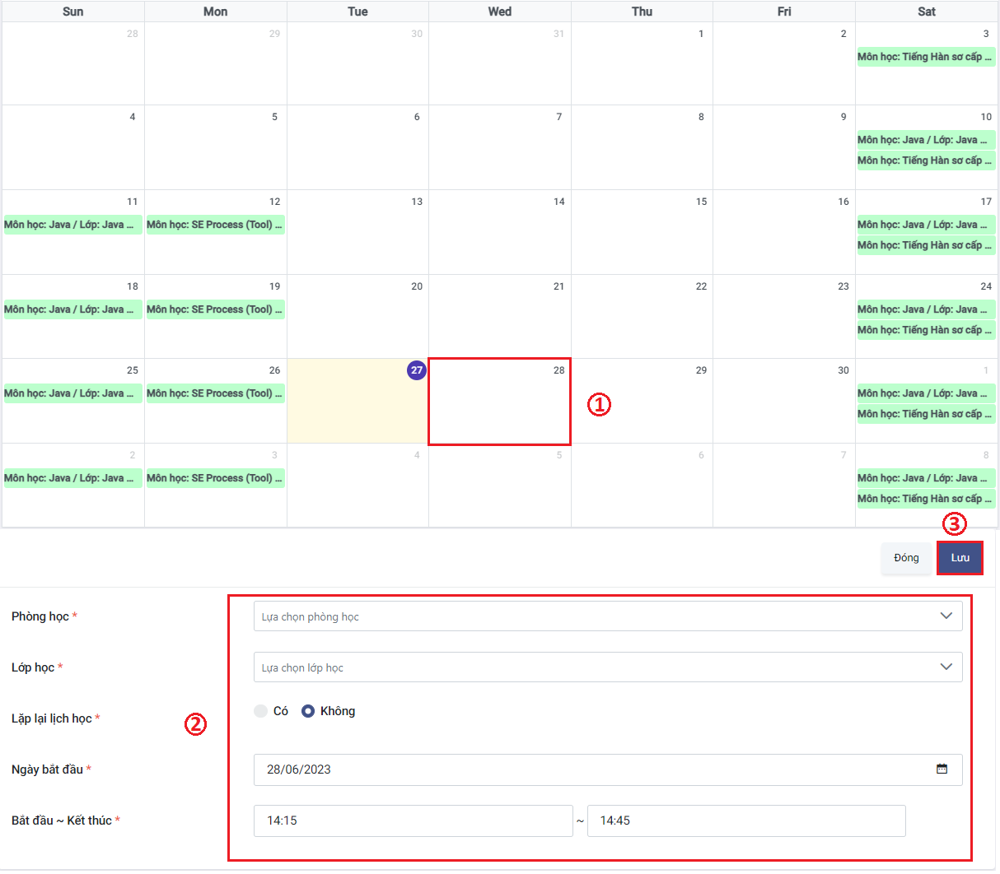 Sun Mon Tue Wed Thu Fri Sat
28 29 30 31 1 2 3
Môn học: Tiếng Hàn sơ cấp ...
4 5 6 7 8 9 10
Môn học: Java / Lớp: Java ...
Môn học: Tiếng Hàn sơ cấp ...
11 12 13 14 15 16 17
Môn học: Java / Lớp: Java ... Môn học: SE Process (Tool) ... Môn học: Java / Lớp: Java ...
Môn học: Tiếng Hàn sơ cấp ...
18 19 20 21 22 23 24
Môn học: Java / Lớp: Java ... Môn học: SE Process (Tool) ... Môn học: Java / Lớp: Java ...
Môn học: Tiếng Hàn sơ cấp ...
25 26 27 28 29 30 1
Môn học: Java / Lớp: Java ... Môn học: SE Process (Tool) ... Môn học: Java / Lớp: Java ...
①
Môn học: Tiếng Hàn sơ cấp ...
2 3 4 5 6 7 8
Môn học: Java / Lớp: Java ... Môn học: SE Process (Tool) ... Môn học: Java / Lớp: Java ...
Môn học: Tiếng Hàn sơ cấp ...
③
Đóng Lưu
Phòng học * Lựa chọn phòng học
Lớp học * Lựa chọn lớp học
Lặp lại lịch học * Có Không
②
Ngày bắt đầu * 28/06/2023
Bắt đầu ~ Kết thúc * 14:15 ~ 14:45